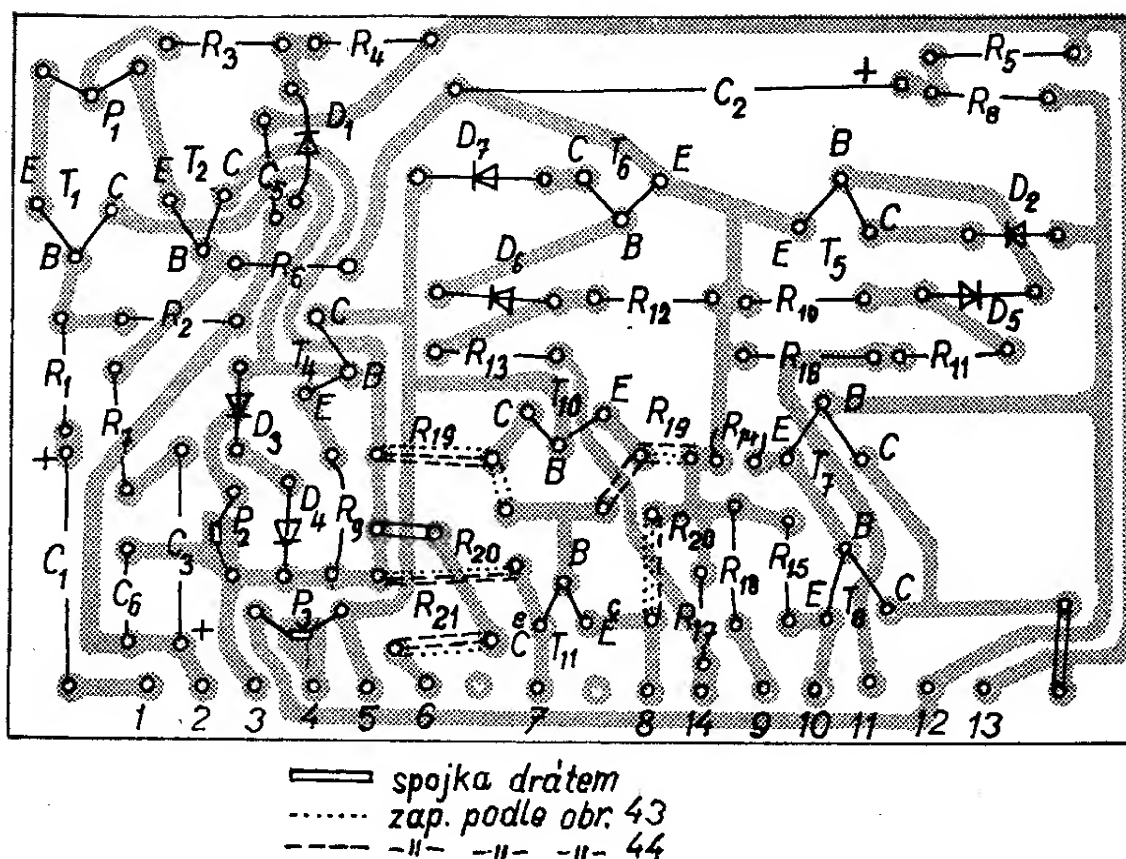 R3 R4 R5
P1 D1 C2 + R8
E T1 C E T2 C C5 D7 C T6 E B D2
B B R6 D6 B E T5 C
R2 C R12 R10 D5
R1 R7 T4 B R13 R16 R11
D3 E C T10 E R19 R14 E B C
+ R19 B T7
P2 D4 R9 R20 B R20 R18 R15 B
C1 C6 C3 P3 R21 e C T11 E c R17 E T8 C
+
1 2 3 4 5 6 7 8 14 9 10 11 12 13
spojka drátem
zap. podle obr. 43
-"- -"- -"- 44